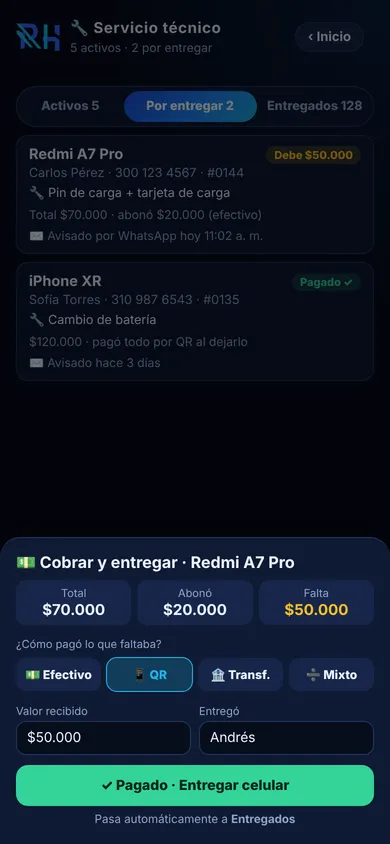 RH 🔧 Servicio técnico
5 activos · 2 por entregar
‹ Inicio
Activos 5
Por entregar 2
Entregados 128
Redmi A7 Pro
Debe $50.000
Carlos Pérez · 300 123 4567 · #0144
🔧 Pin de carga + tarjeta de carga
Total $70.000 · abonó $20.000 (efectivo)
✉️ Avisado por WhatsApp hoy 11:02 a. m.
iPhone XR
Pagado ✓
Sofía Torres · 310 987 6543 · #0135
🔧 Cambio de batería
$120.000 · pagó todo por QR al dejarlo
✉️ Avisado hace 3 días
💵 Cobrar y entregar · Redmi A7 Pro
Total
$70.000
Abonó
$20.000
Falta
$50.000
¿Cómo pagó lo que faltaba?
💵 Efectivo
📱 QR
🏦 Transf.
➗ Mixto
Valor recibido
$50.000
Entregó
Andrés
✓ Pagado · Entregar celular
Pasa automáticamente a Entregados